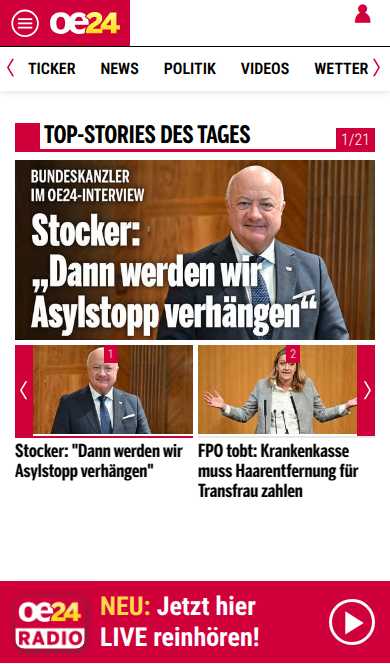 oe24
TICKER NEWS POLITIK VIDEOS WETTER
TOP-STORIES DES TAGES
1/21
BUNDESKANZLER
IM OE24-INTERVIEW
Stocker:
„Dann werden wir
Asylstopp verhängen“
1
2
Stocker: "Dann werden wir
Asylstopp verhängen"
FPÖ tobt: Krankenkasse
muss Haarentfernung für
Transfrau zahlen
oe24
RADIO
NEU: Jetzt hier
LIVE reinhören!